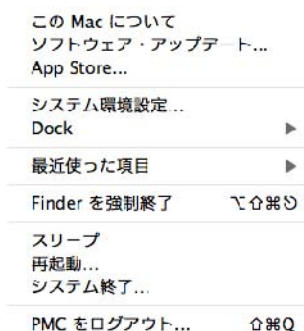 この Mac について
ソフトウェア・アップデート...
App Store...
システム環境設定...
Dock ▶
最近使った項目 ▶
Finder を強制終了 ⌥⇧⌘⎋
スリープ
再起動...
システム終了...
PMC をログアウト... ⇧⌘Q